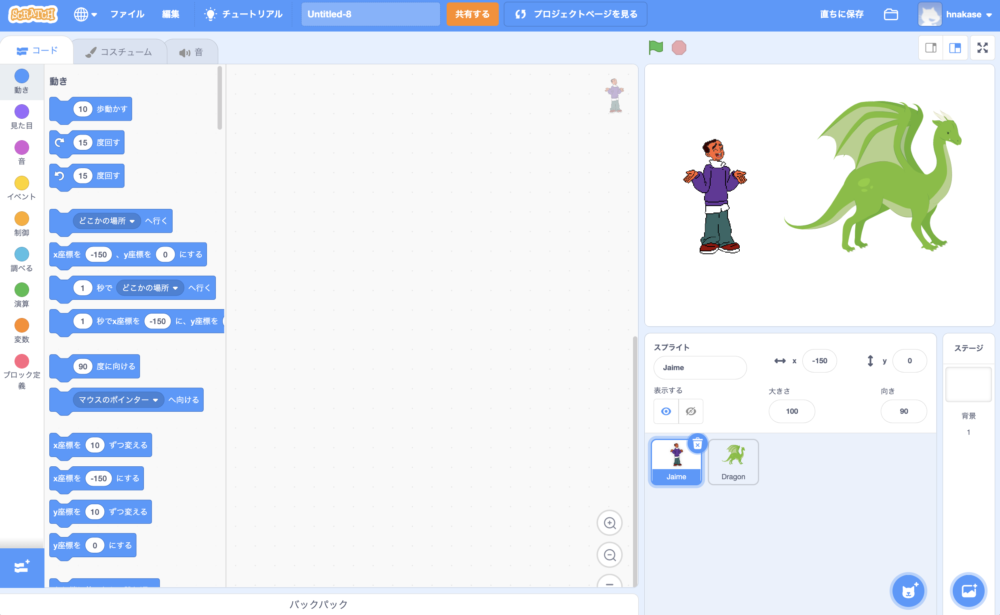 SCRATCH
ファイル
編集
チュートリアル
Untitled-8
共有する
プロジェクトページを見る
直ちに保存
hnakase
コード
コスチューム
音
動き
見た目
音
イベント
制御
調べる
演算
変数
ブロック定
義
動き
10 歩動かす
15 度回す
15 度回す
どこかの場所 へ行く
x座標を -150 、y座標を 0 にする
1 秒で どこかの場所 へ行く
1 秒でx座標を -150 に、y座標を
90 度に向ける
マウスのポインター へ向ける
x座標を 10 ずつ変える
x座標を -150 にする
y座標を 10 ずつ変える
y座標を 0 にする
バックパック
スプライト
Jaime
x -150
y 0
表示する
大きさ
100
向き
90
Jaime
Dragon
ステージ
背景
1